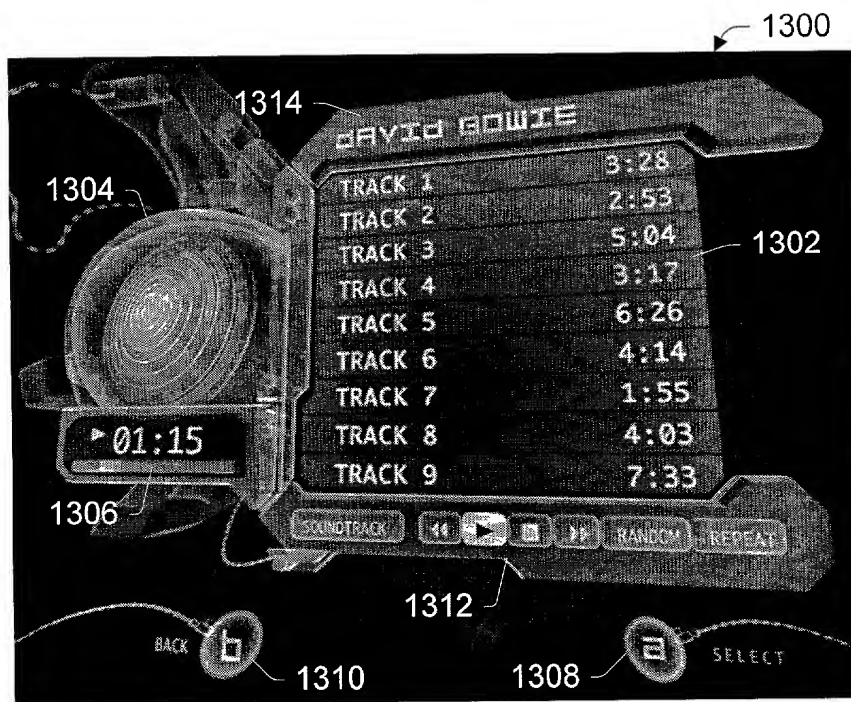 1300
1314
dAVId BOWIE
1304
TRACK 1 3:28
TRACK 2 2:53
TRACK 3 5:04
1302
TRACK 4 3:17
TRACK 5 6:26
TRACK 6 4:14
TRACK 7 1:55
01:15
TRACK 8 4:03
TRACK 9 7:33
1306
SOUNDTRACK RANDOM REPEAT
1312
BACK b a SELECT
1310 1308